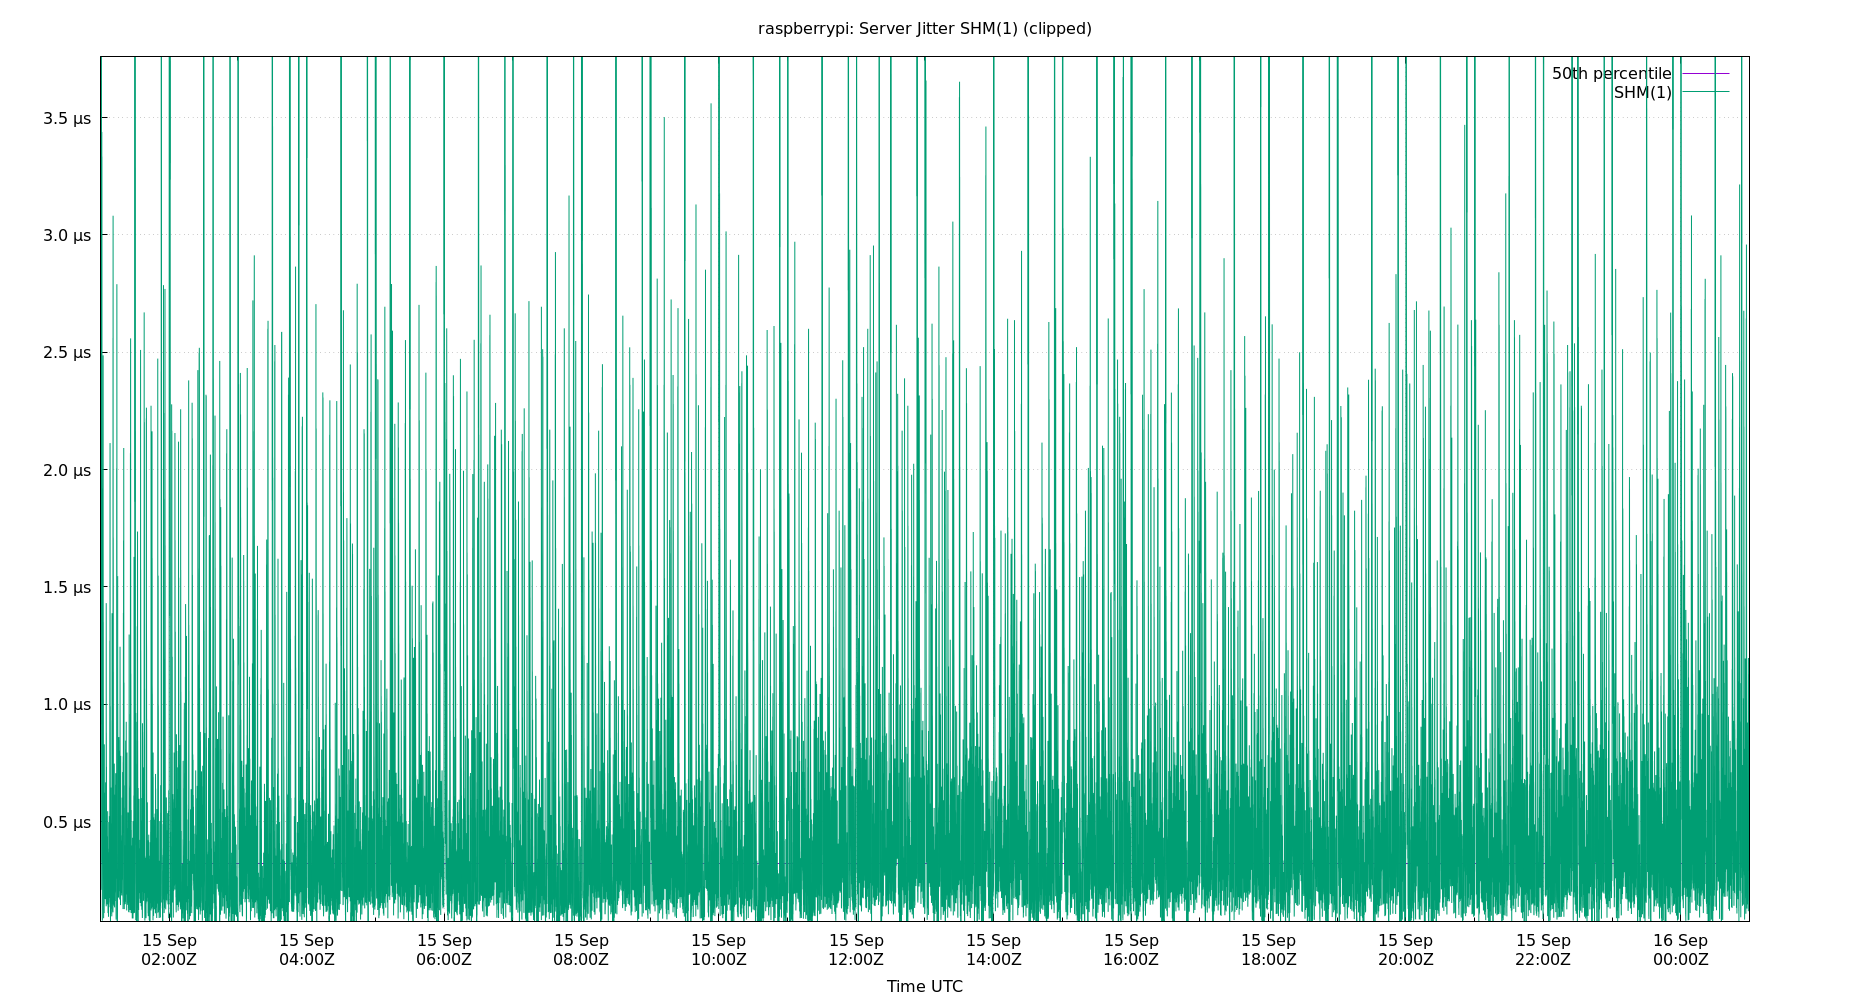 raspberrypi: Server Jitter SHM(1) (clipped)
50th percentile
SHM(1)
3.5 µs
3.0 µs
2.5 µs
2.0 µs
1.5 µs
1.0 µs
0.5 µs
15 Sep 15 Sep 15 Sep 15 Sep 15 Sep 15 Sep 15 Sep 15 Sep 15 Sep 15 Sep 15 Sep 16 Sep
02:00Z 04:00Z 06:00Z 08:00Z 10:00Z 12:00Z 14:00Z 16:00Z 18:00Z 20:00Z 22:00Z 00:00Z
Time UTC